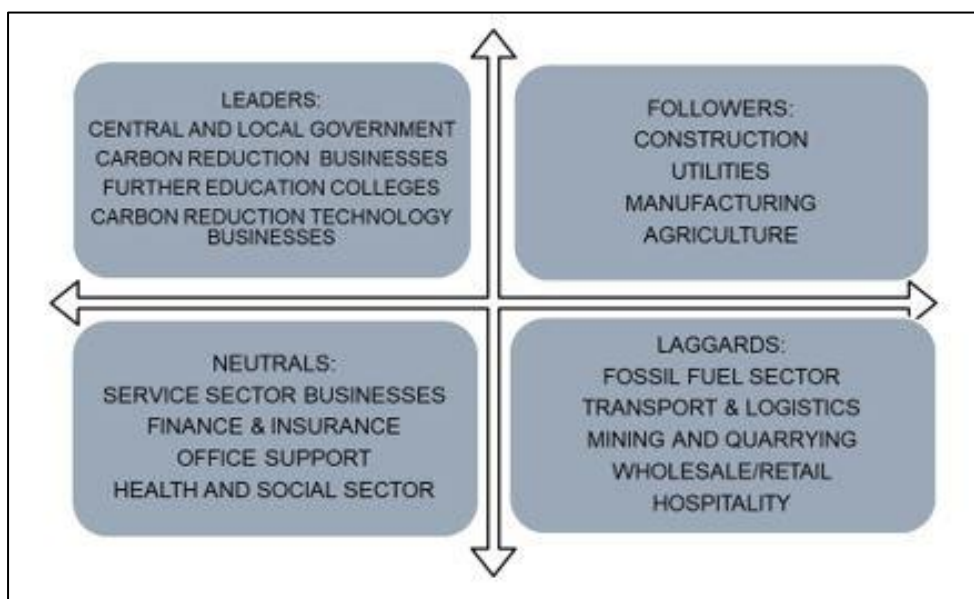 LEADERS:
CENTRAL AND LOCAL GOVERNMENT
CARBON REDUCTION BUSINESSES
FURTHER EDUCATION COLLEGES
CARBON REDUCTION TECHNOLOGY
BUSINESSES
FOLLOWERS:
CONSTRUCTION
UTILITIES
MANUFACTURING
AGRICULTURE
NEUTRALS:
SERVICE SECTOR BUSINESSES
FINANCE & INSURANCE
OFFICE SUPPORT
HEALTH AND SOCIAL SECTOR
LAGGARDS:
FOSSIL FUEL SECTOR
TRANSPORT & LOGISTICS
MINING AND QUARRYING
WHOLESALE/RETAIL
HOSPITALITY